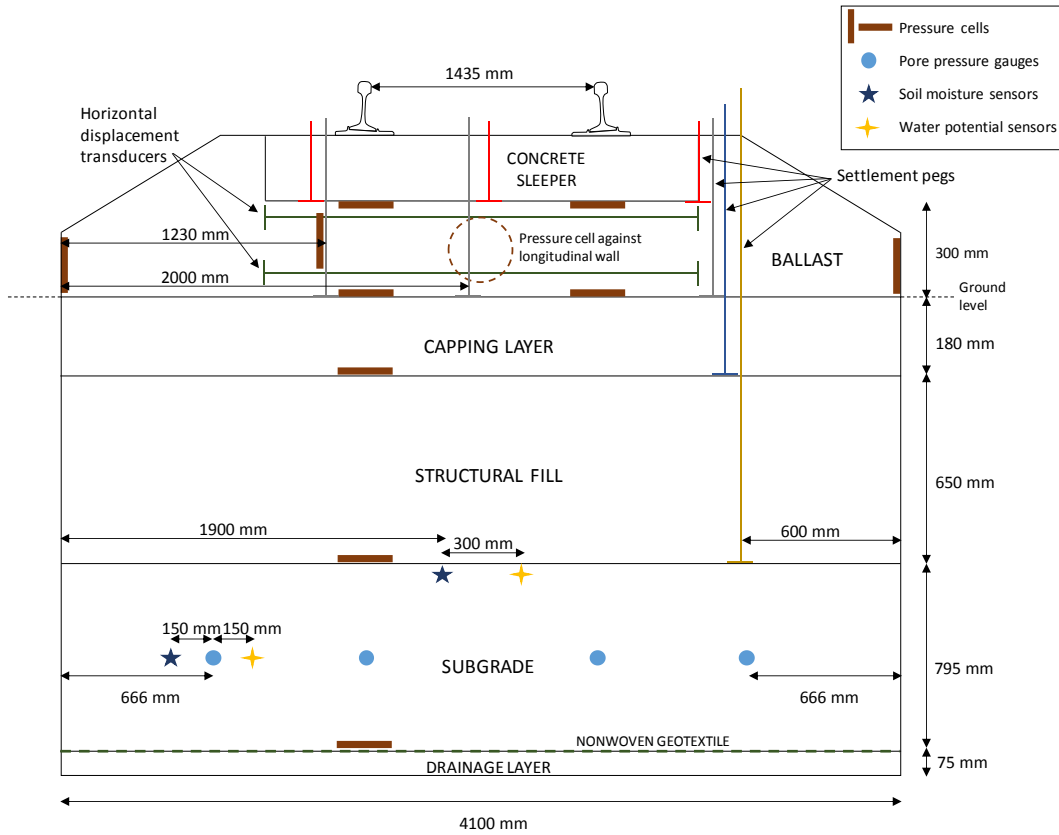 Pressure cells
Pore pressure gauges
Soil moisture sensors
Water potential sensors
1435 mm
Horizontal
displacement
transducers
CONCRETE
SLEEPER
Settlement pegs
1230 mm
Pressure cell against
longitudinal wall
BALLAST
300 mm
2000 mm
Ground
level
CAPPING LAYER
180 mm
STRUCTURAL FILL
650 mm
1900 mm
300 mm
600 mm
150 mm
150 mm
SUBGRADE
795 mm
666 mm
666 mm
NONWOVEN GEOTEXTILE
DRAINAGE LAYER
75 mm
4100 mm